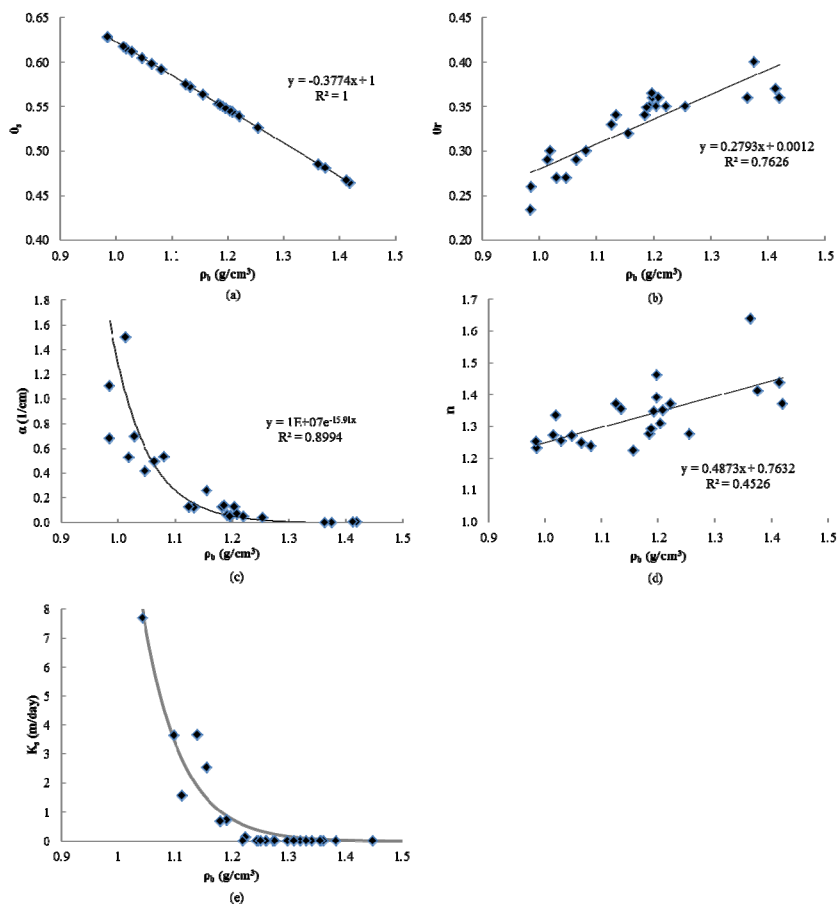 0.65
0.60
0.55
0.50
0.45
0.40
θs
y = -0.3774x + 1
R² = 1
0.9 1.0 1.1 1.2 1.3 1.4 1.5
ρb (g/cm³)
(a)
0.45
0.40
0.35
0.30
0.25
0.20
θr
y = 0.2793x + 0.0012
R² = 0.7626
0.9 1.0 1.1 1.2 1.3 1.4 1.5
ρb (g/cm³)
(b)
1.8
1.6
1.4
1.2
1.0
0.8
0.6
0.4
0.2
0.0
α (1/cm)
y = 1E+07e-15.91x
R² = 0.8994
0.9 1.0 1.1 1.2 1.3 1.4 1.5
ρb (g/cm³)
(c)
1.7
1.6
1.5
1.4
1.3
1.2
1.1
1.0
n
y = 0.4873x + 0.7632
R² = 0.4526
0.9 1.0 1.1 1.2 1.3 1.4 1.5
ρb (g/cm³)
(d)
8
7
6
5
4
3
2
1
0
Ks (m/day)
0.9 1 1.1 1.2 1.3 1.4 1.5
ρb (g/cm³)
(e)